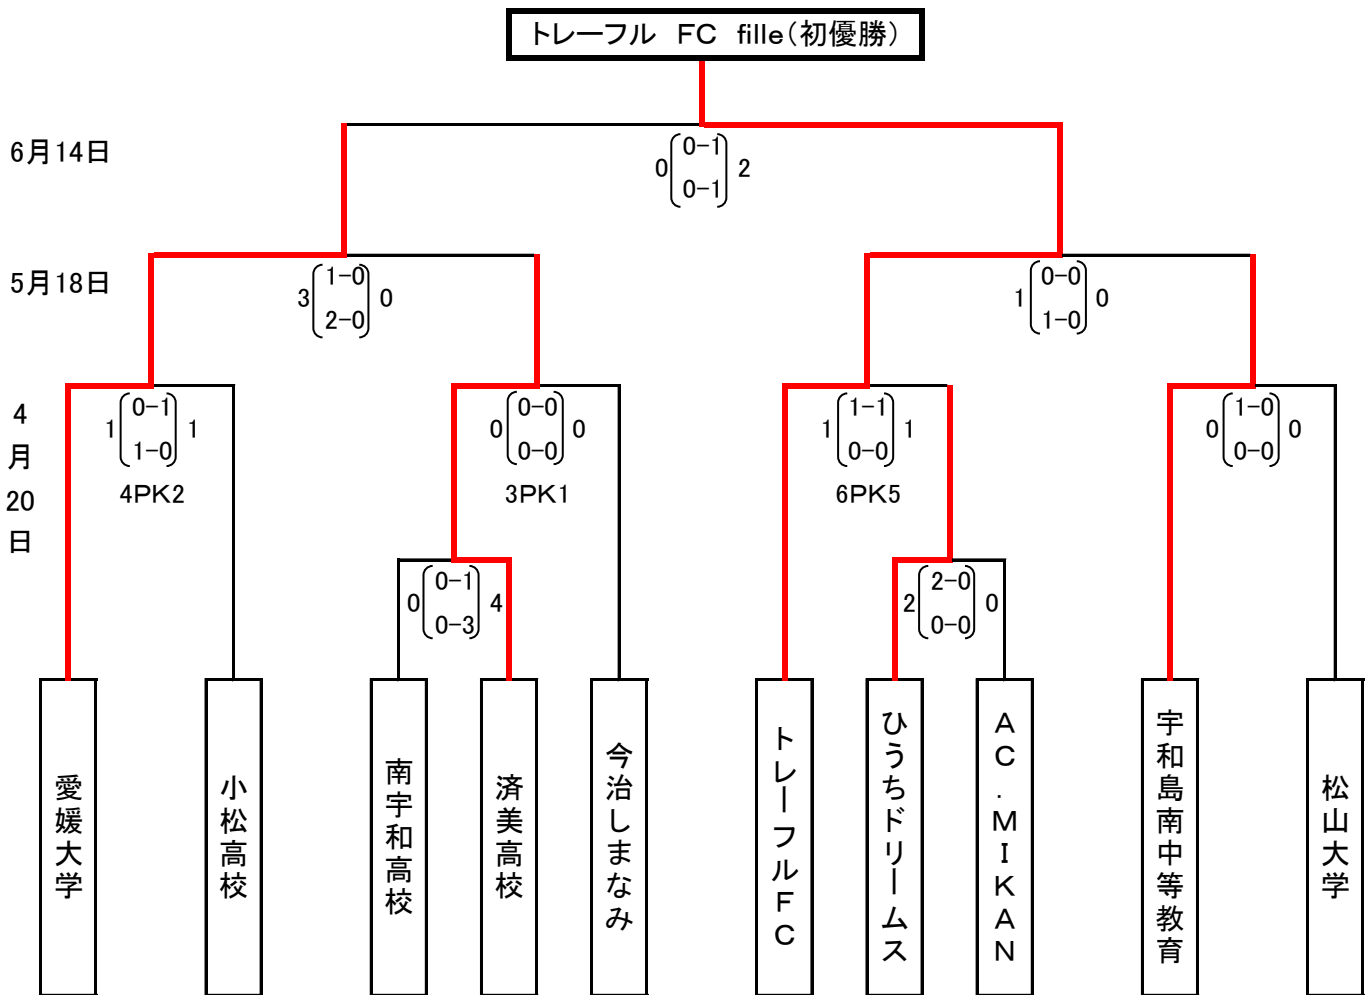 トレーフル　FC　fille（初優勝）
6月14日
0 0-1 2
0-1
5月18日
3 1-0 0
2-0
1 0-0 0
1-0
4月20日
1 0-1 1
1-0
4PK2
0 0-0 0
0-0
3PK1
1 1-1 1
0-0
6PK5
0 1-0 0
0-0
0 0-1 4
0-3
2 2-0 0
0-0
愛媛大学
小松高校
南宇和高校
済美高校
今治しまなみ
トレーフルFC
ひうちドリームス
AC.MIKAN
宇和島南中等教育
松山大学